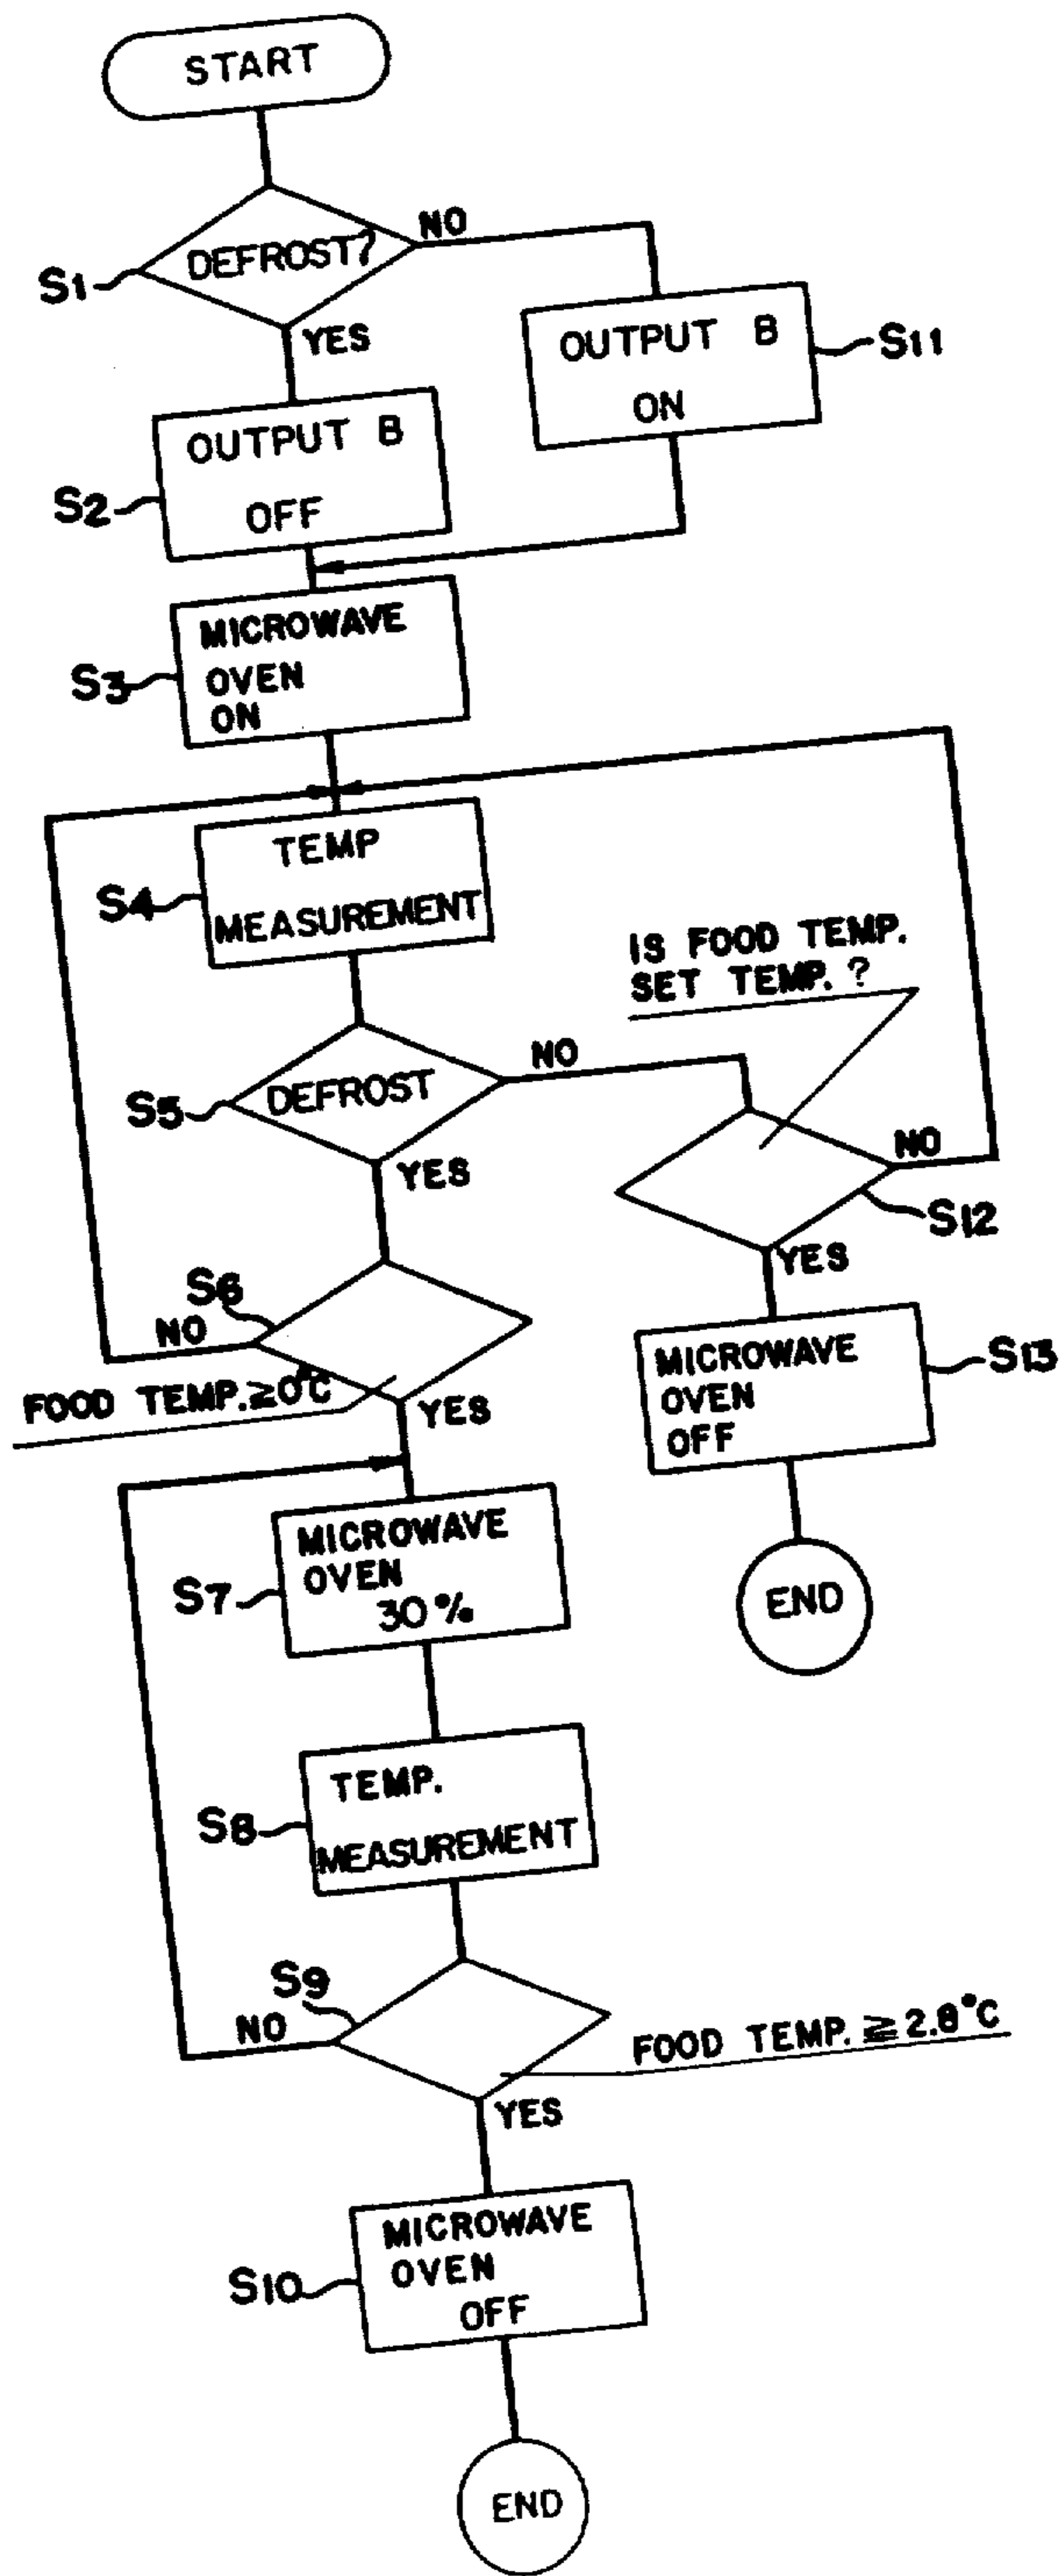 START
DEFROST?
NO
S1
YES
OUTPUT B
ON
S11
OUTPUT B
OFF
S2
MICROWAVE
OVEN
ON
S3
TEMP
MEASUREMENT
S4
IS FOOD TEMP.
SET TEMP. ?
DEFROST
NO
S5
YES
NO
S12
YES
S6
NO
FOOD TEMP. ≧0°C
YES
MICROWAVE
OVEN
OFF
S13
END
MICROWAVE
OVEN
30%
S7
TEMP.
MEASUREMENT
S8
S9
NO
FOOD TEMP. ≧2.8°C
YES
MICROWAVE
OVEN
OFF
S10
END